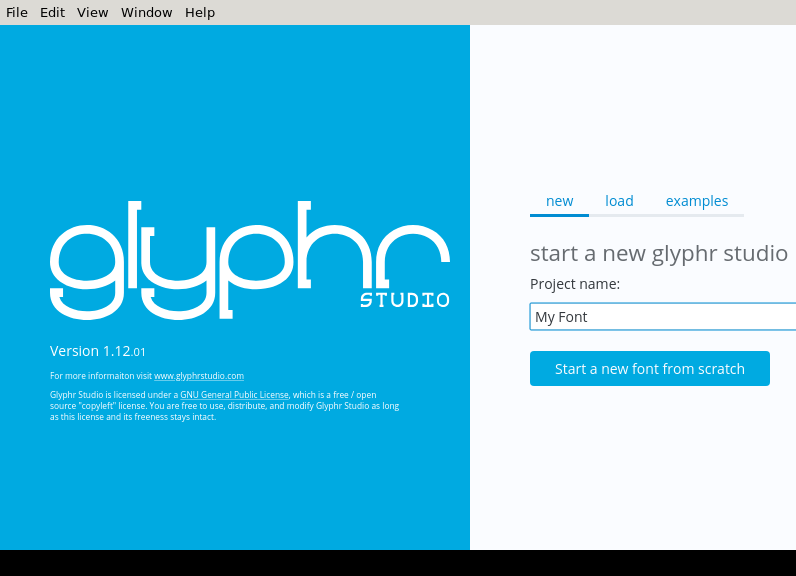 File Edit View Window Help
glyphr
STUDIO
Version 1.12.01
For more informaiton visit www.glyphrstudio.com
Glyphr Studio is licensed under a GNU General Public License, which is a free / open
source "copyleft" license. You are free to use, distribute, and modify Glyphr Studio as long
as this license and its freeness stays intact.
new load examples
start a new glyphr studio
Project name:
My Font
Start a new font from scratch